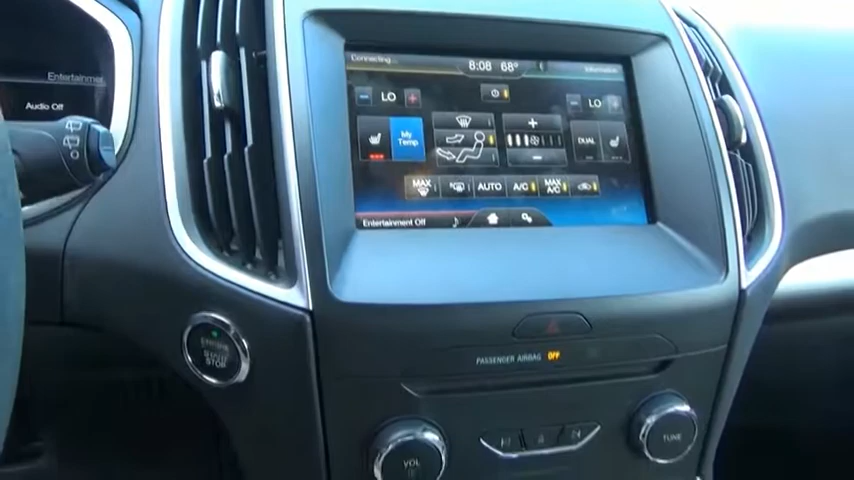 Connecting...
8:08 68°
Information
Entertainment
LO
LO
Audio Off
My
Temp
DUAL
MAX
R
AUTO
A/C
MAX
A/C
Entertainment Off
ENGINE
START
STOP
PASSENGER AIRBAG OFF
VOL
TUNE